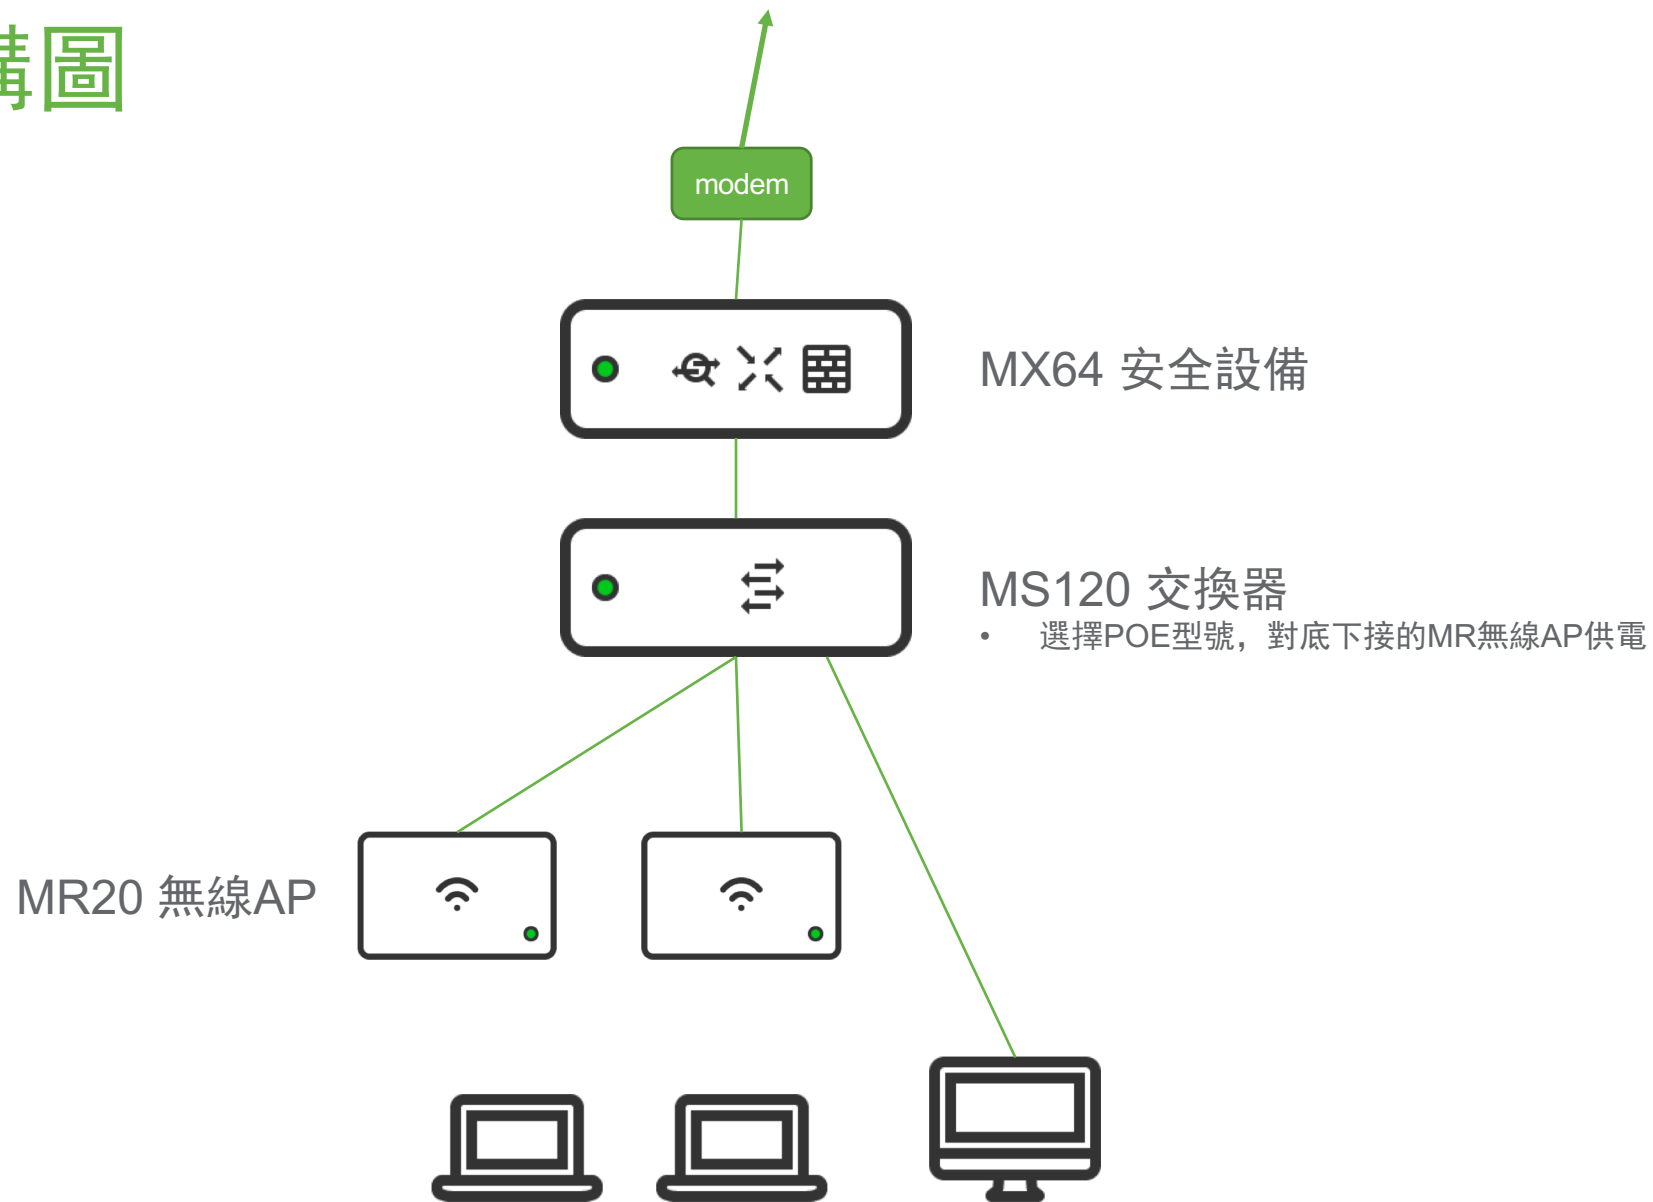 構圖
modem
MX64 安全設備
MS120 交換器
• 選擇POE型號，對底下接的MR無線AP供電
MR20 無線AP